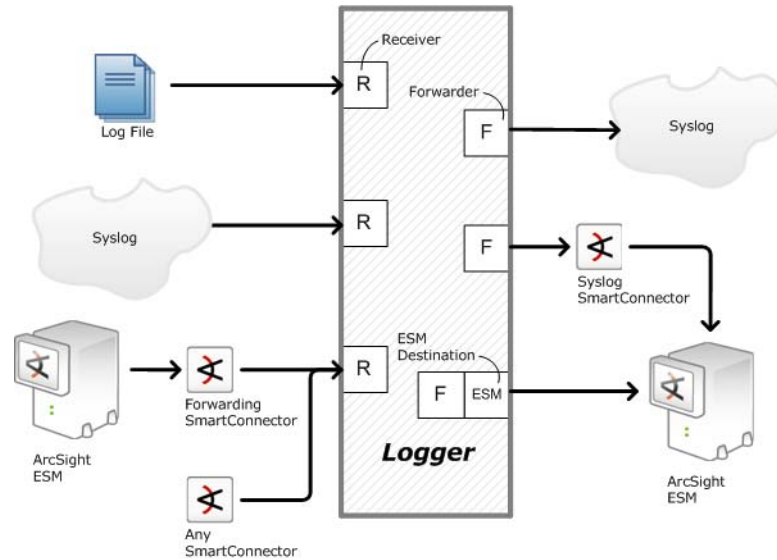 Receiver
R
Forwarder
Log File
F
Syslog
R
Syslog
F
Syslog
SmartConnector
ESM
Destination
R
F
ESM
Forwarding
SmartConnector
Logger
ArcSight
ESM
ArcSight
ESM
Any
SmartConnector